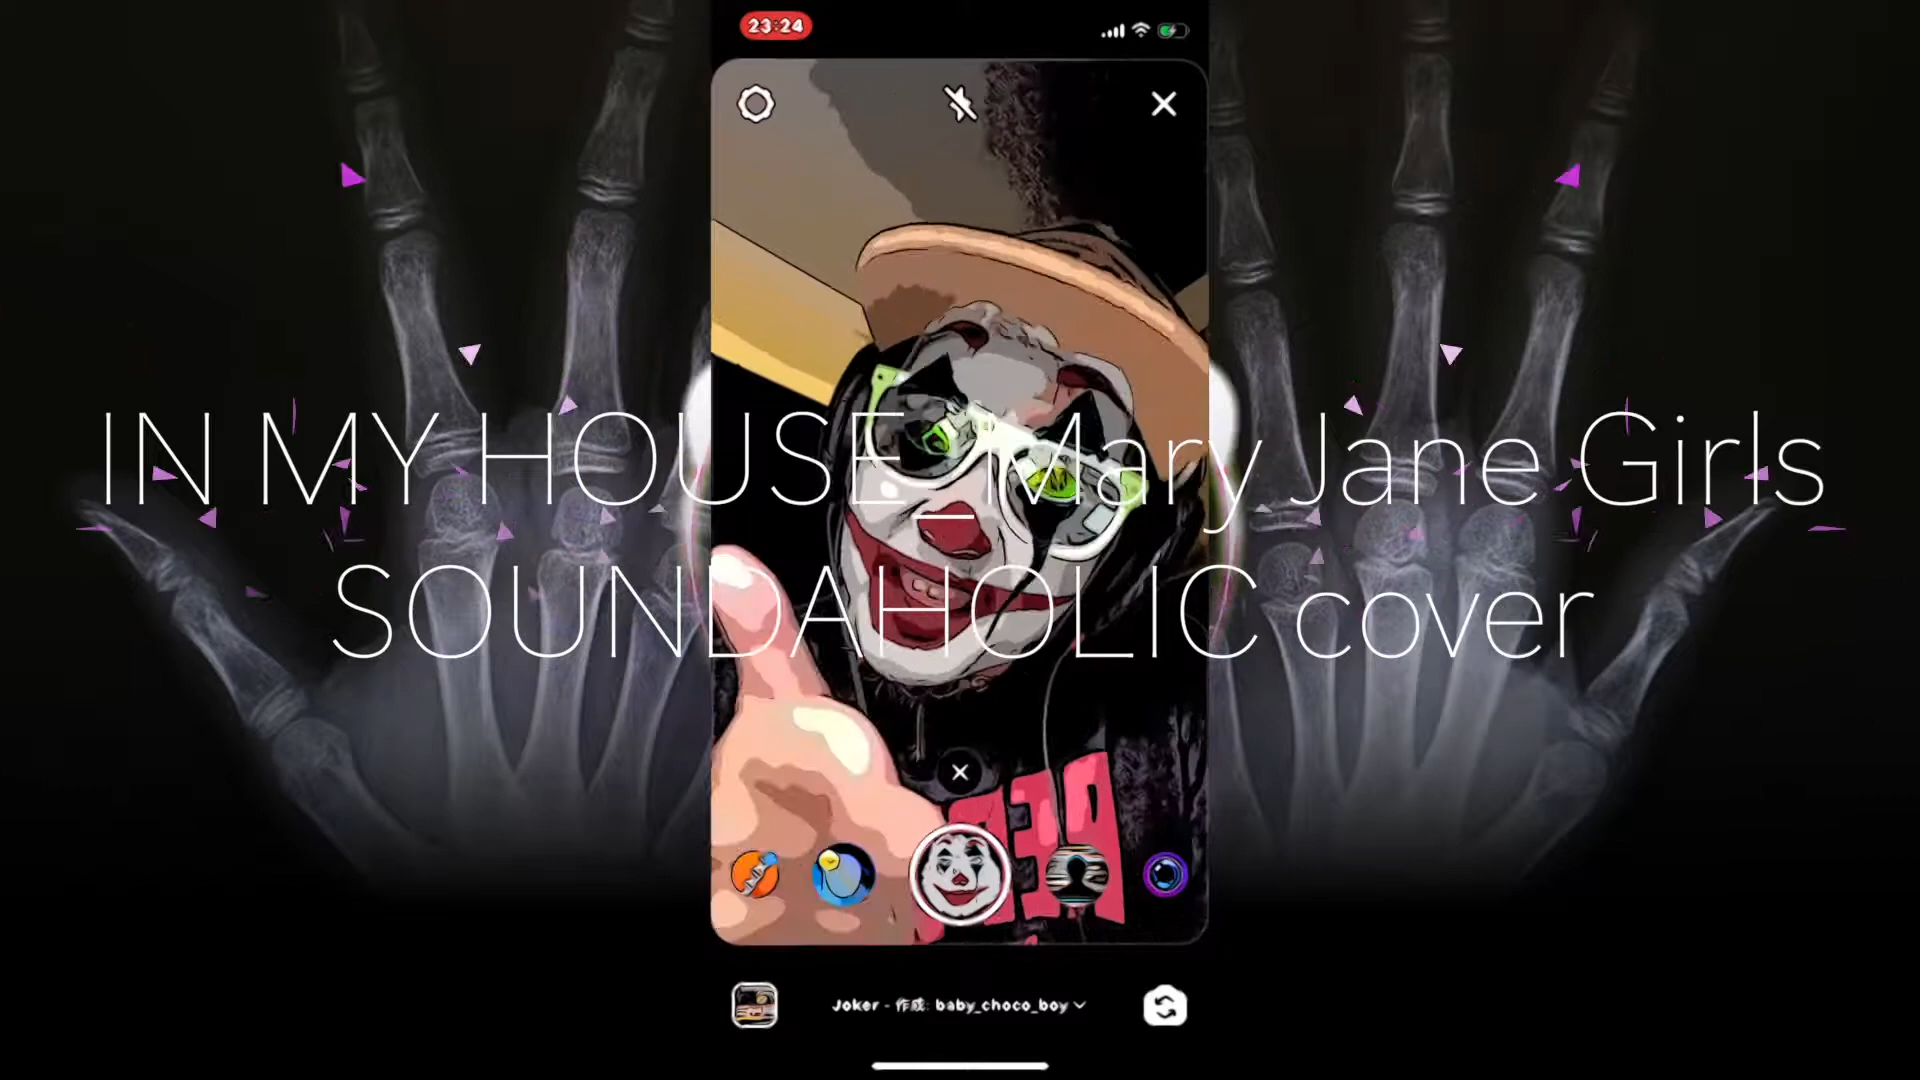 23:24
IN MY HOUSE_Mary Jane Girls
SOUNDAHOLIC cover
Joker - 作成: baby_choco_boy